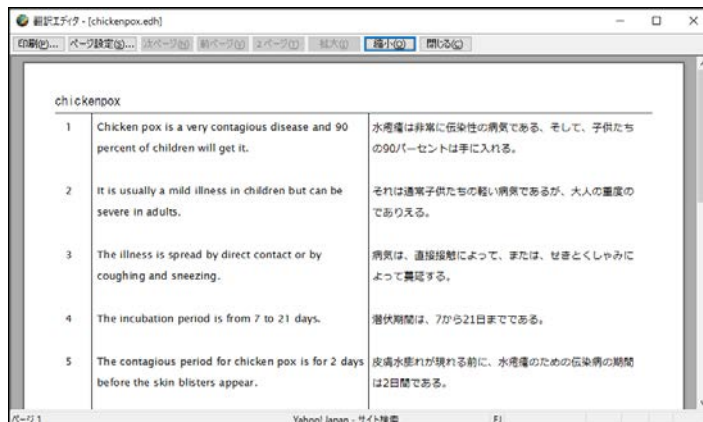 翻訳エディタ - [chickenpox.edh]
印刷(P)... ページ設定(S)... 次ページ(N) 前ページ(V) 2ページ(T) 拡大(I) 縮小(O) 閉じる(C)
chickenpox
1 Chicken pox is a very contagious disease and 90 水疱瘡は非常に伝染性の病気である、そして、子供たち
percent of children will get it. の90パーセントは手に入れる。
2 It is usually a mild illness in children but can be それは通常子供たちの軽い病気であるが、大人の重度の
severe in adults. でありえる。
3 The illness is spread by direct contact or by 病気は、直接接触によって、または、せきとくしゃみに
coughing and sneezing. よって蔓延する。
4 The incubation period is from 7 to 21 days. 潜伏期間は、7から21日までである。
5 The contagious period for chicken pox is for 2 days 皮膚水膨れが現れる前に、水疱瘡のための伝染病の期間
before the skin blisters appear. は2日間である。
ページ 1 Yahoo! Japan - サイト検索 EJ